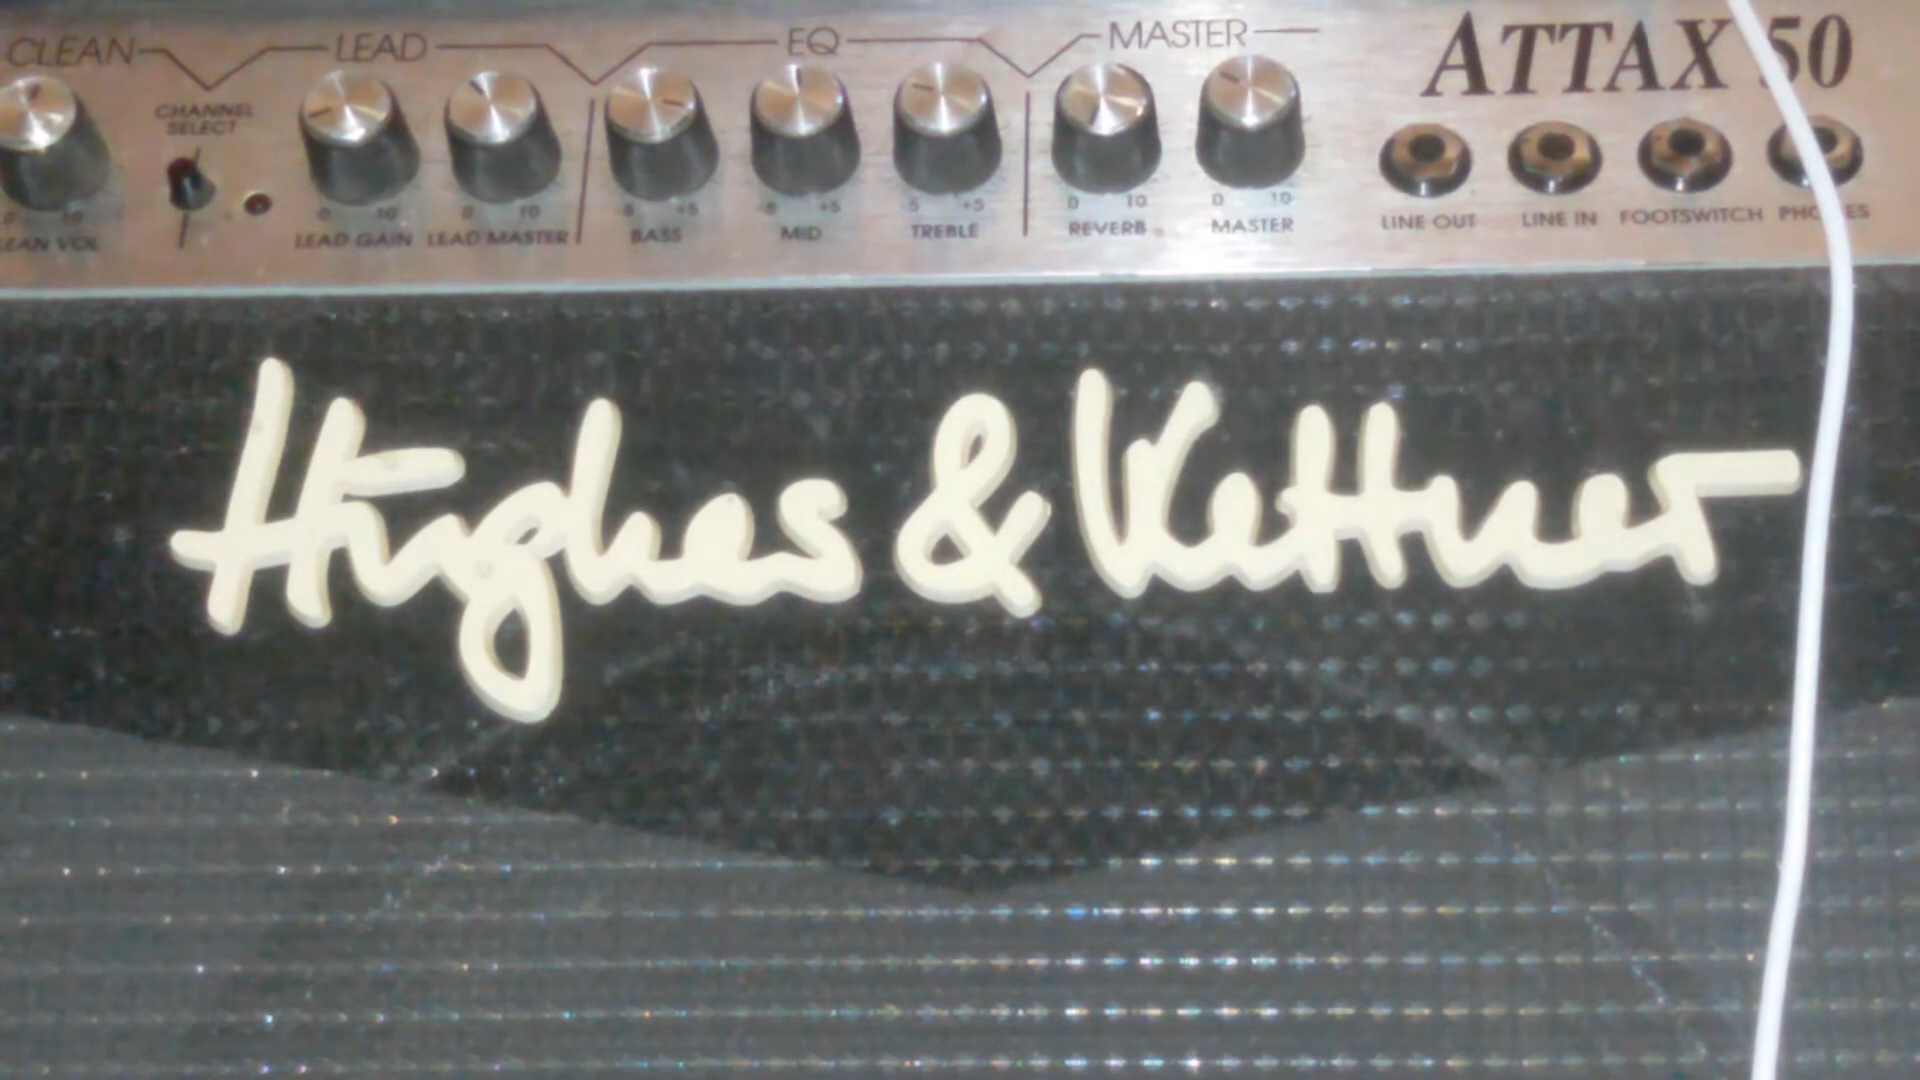 CLEAN LEAD EQ MASTER ATTAX 50
CHANNEL
SELECT
0 10 0 10 0 10 -5 +5 -5 +5 -5 +5 0 10 0 10
LEAN VOL LEAD GAIN LEAD MASTER BASS MID TREBLE REVERB MASTER LINE OUT LINE IN FOOTSWITCH
Hughes & Kettner